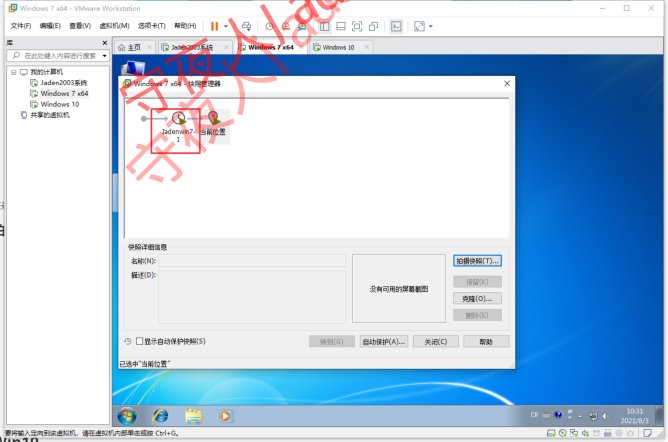 Windows 7 x64 - VMware Workstation
文件(F) 编辑(E) 查看(V) 虚拟机(M) 选项卡(T) 帮助(H)
库
在此处键入内容进行搜索
我的计算机
Jaden2003系统
Windows 7 x64
Windows 10
共享的虚拟机
主页 Jaden2003系统 Windows 7 x64 Windows 10
守夜人/Jad
守夜人/Jad
Windows 7 x64 - 快照管理器
Jadenwin7-1
当前位置
快照详细信息
名称(N):
描述(D):
没有可用的屏幕截图
拍摄快照(T)...
保留(K)
克隆(O)...
删除(E)
显示自动保护快照(S)
转到(G) 自动保护(A)... 关闭(C) 帮助
已选中"当前位置"
CH
10:31
2021/8/3
要将输入定向到该虚拟机，请在虚拟机内部单击或按 Ctrl+G。